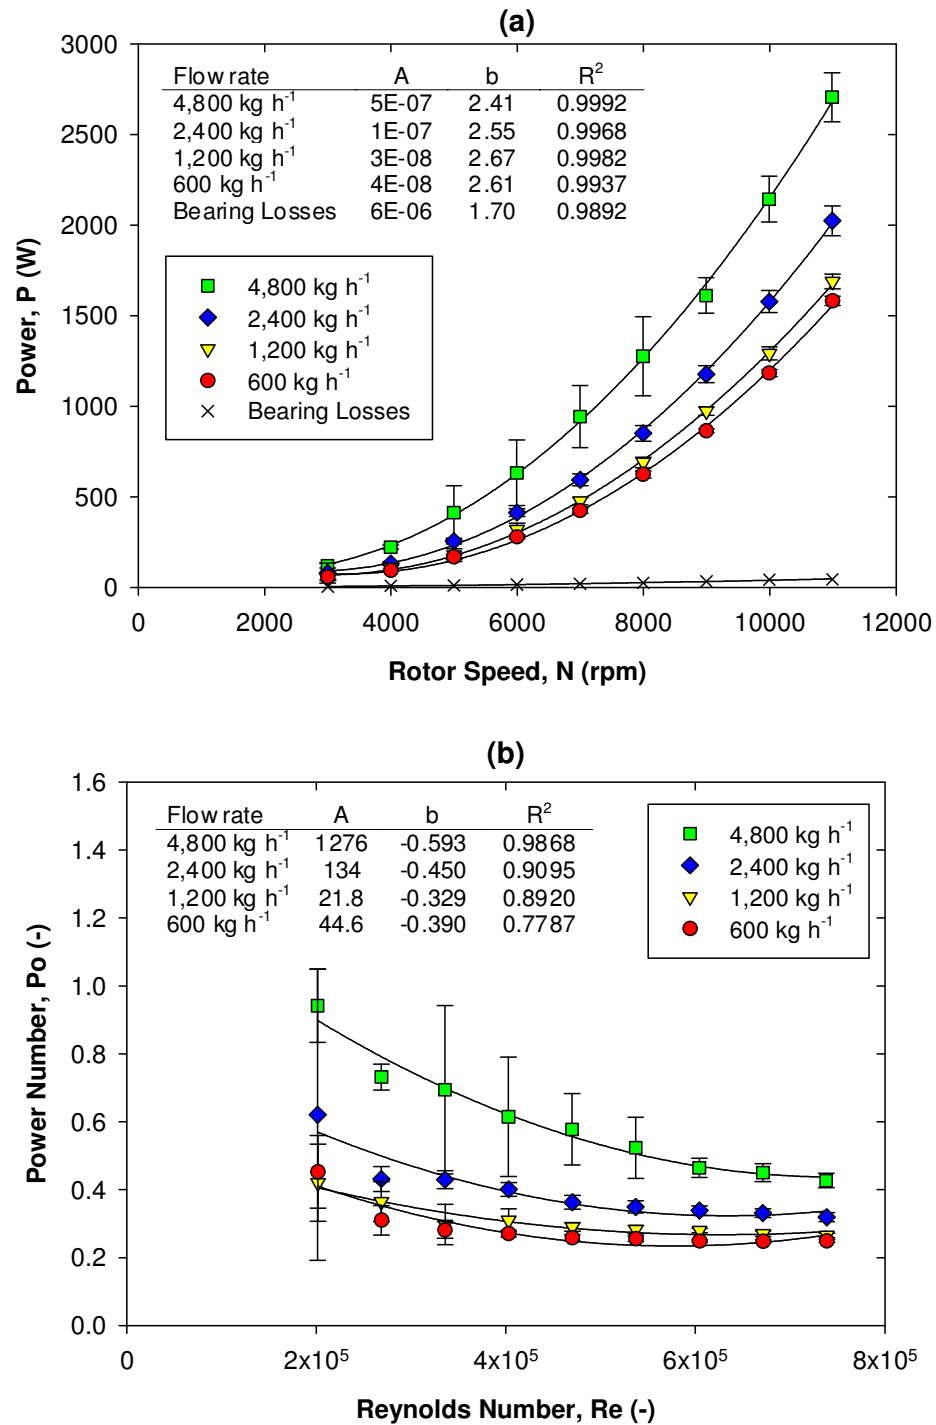 (a)
3000
2500
2000
1500
1000
500
0
Power, P (W)
Flow rate A b R²
4,800 kg h⁻¹ 5E-07 2.41 0.9992
2,400 kg h⁻¹ 1E-07 2.55 0.9968
1,200 kg h⁻¹ 3E-08 2.67 0.9982
600 kg h⁻¹ 4E-08 2.61 0.9937
Bearing Losses 6E-06 1.70 0.9892
4,800 kg h⁻¹
2,400 kg h⁻¹
1,200 kg h⁻¹
600 kg h⁻¹
Bearing Losses
0 2000 4000 6000 8000 10000 12000
Rotor Speed, N (rpm)
(b)
1.6
1.4
1.2
1.0
0.8
0.6
0.4
0.2
0.0
Power Number, Po (-)
Flow rate A b R²
4,800 kg h⁻¹ 1276 -0.593 0.9868
2,400 kg h⁻¹ 134 -0.450 0.9095
1,200 kg h⁻¹ 21.8 -0.329 0.8920
600 kg h⁻¹ 44.6 -0.390 0.7787
4,800 kg h⁻¹
2,400 kg h⁻¹
1,200 kg h⁻¹
600 kg h⁻¹
0 2x10⁵ 4x10⁵ 6x10⁵ 8x10⁵
Reynolds Number, Re (-)